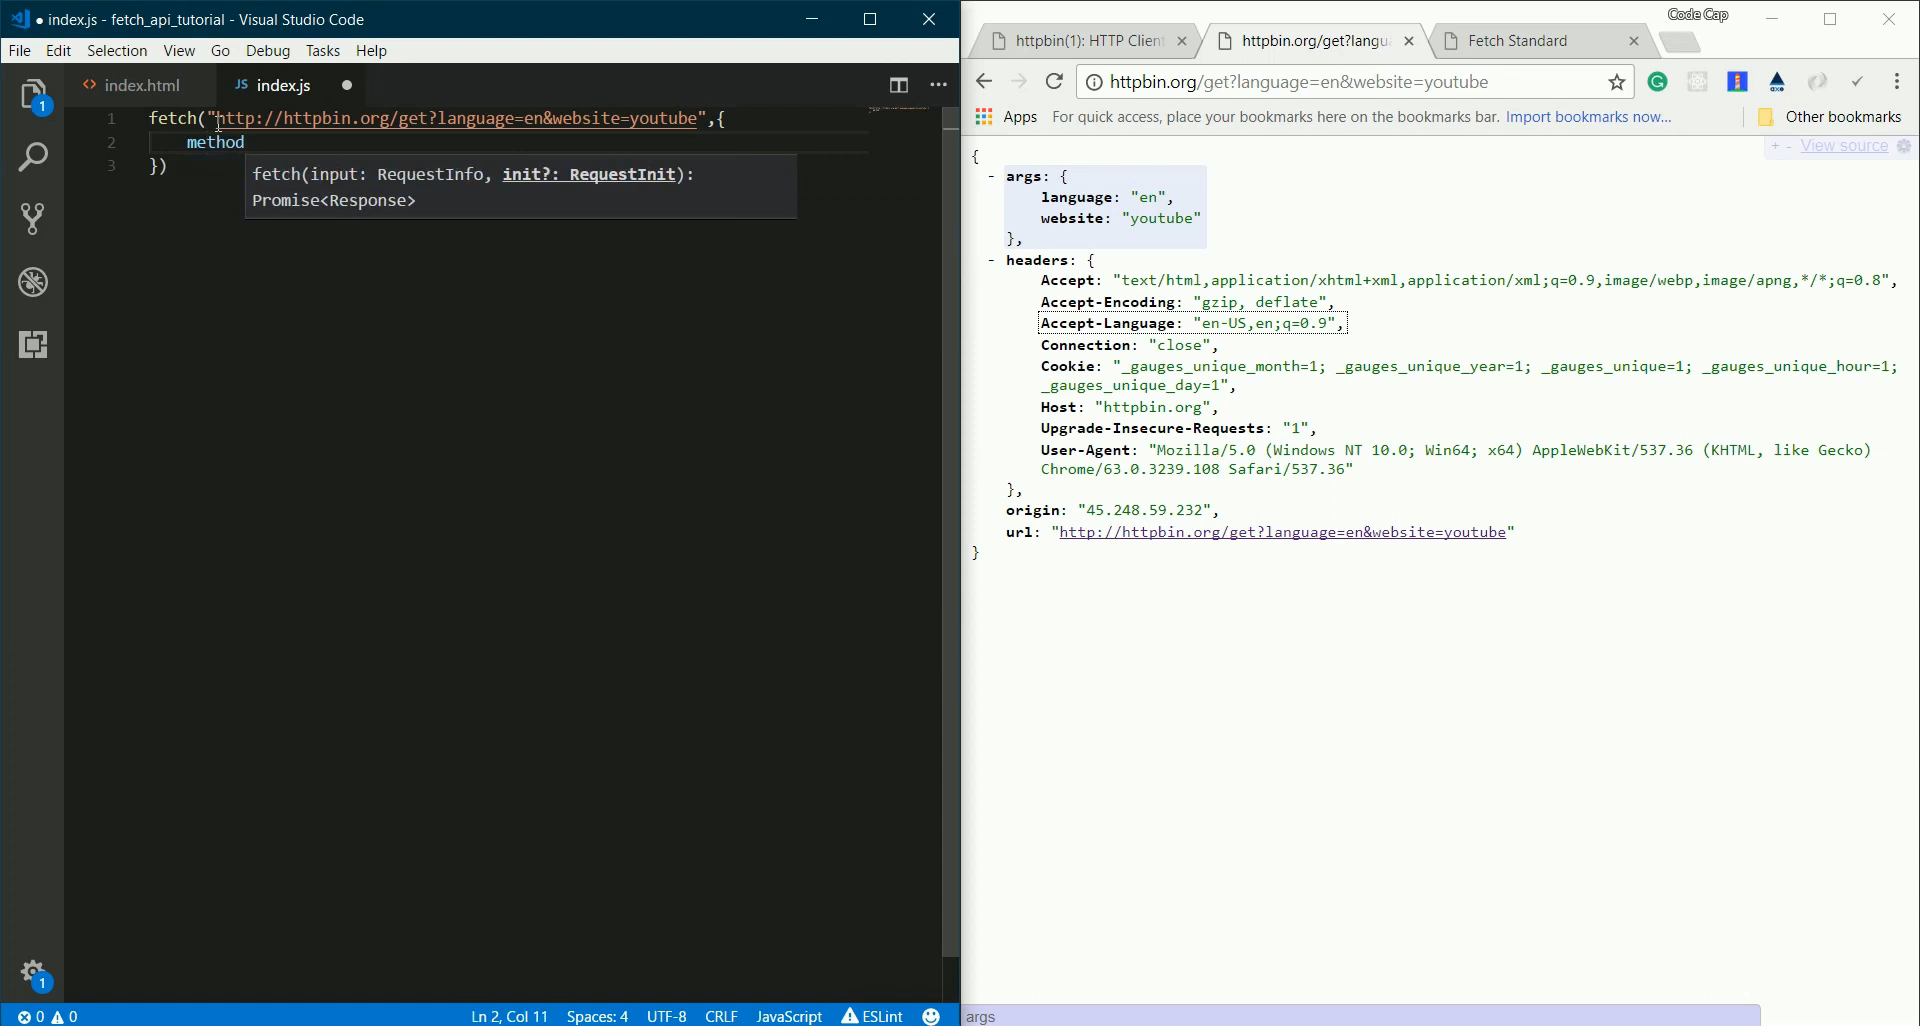 ● index.js - fetch_api_tutorial - Visual Studio Code
File Edit Selection View Go Debug Tasks Help
1
<> index.html
JS index.js ●
1 fetch("http://httpbin.org/get?language=en&website=youtube",{
2 method
3 })
fetch(input: RequestInfo, init?: RequestInit):
Promise<Response>
1
0 0
Ln 2, Col 11 Spaces: 4 UTF-8 CRLF JavaScript ESLint
Code Cap
httpbin(1): HTTP Client
httpbin.org/get?langu
Fetch Standard
httpbin.org/get?language=en&website=youtube
Apps For quick access, place your bookmarks here on the bookmarks bar. Import bookmarks now... Other bookmarks
+ - View source
{
- args: {
language: "en",
website: "youtube"
},
- headers: {
Accept: "text/html,application/xhtml+xml,application/xml;q=0.9,image/webp,image/apng,*/*;q=0.8",
Accept-Encoding: "gzip, deflate",
Accept-Language: "en-US,en;q=0.9",
Connection: "close",
Cookie: "_gauges_unique_month=1; _gauges_unique_year=1; _gauges_unique=1; _gauges_unique_hour=1;
_gauges_unique_day=1",
Host: "httpbin.org",
Upgrade-Insecure-Requests: "1",
User-Agent: "Mozilla/5.0 (Windows NT 10.0; Win64; x64) AppleWebKit/537.36 (KHTML, like Gecko)
Chrome/63.0.3239.108 Safari/537.36"
},
origin: "45.248.59.232",
url: "http://httpbin.org/get?language=en&website=youtube"
}
args